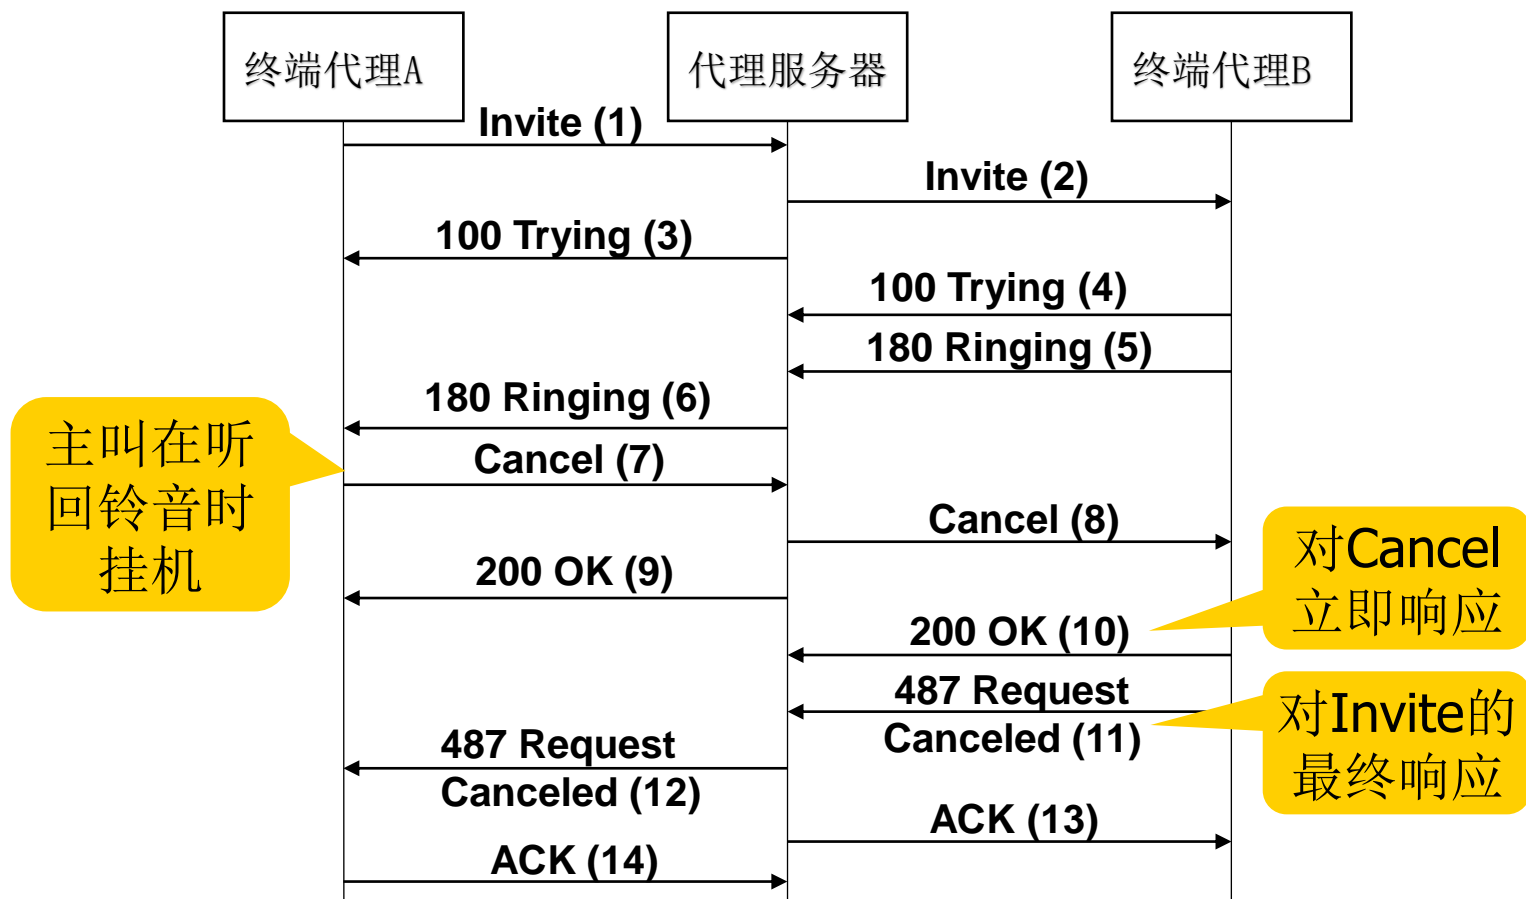 终端代理A
代理服务器
终端代理B
Invite (1)
Invite (2)
100 Trying (3)
100 Trying (4)
180 Ringing (5)
180 Ringing (6)
主叫在听
回铃音时
挂机
Cancel (7)
Cancel (8)
200 OK (9)
对Cancel
立即响应
200 OK (10)
487 Request
Canceled (11)
对Invite的
最终响应
487 Request
Canceled (12)
ACK (13)
ACK (14)